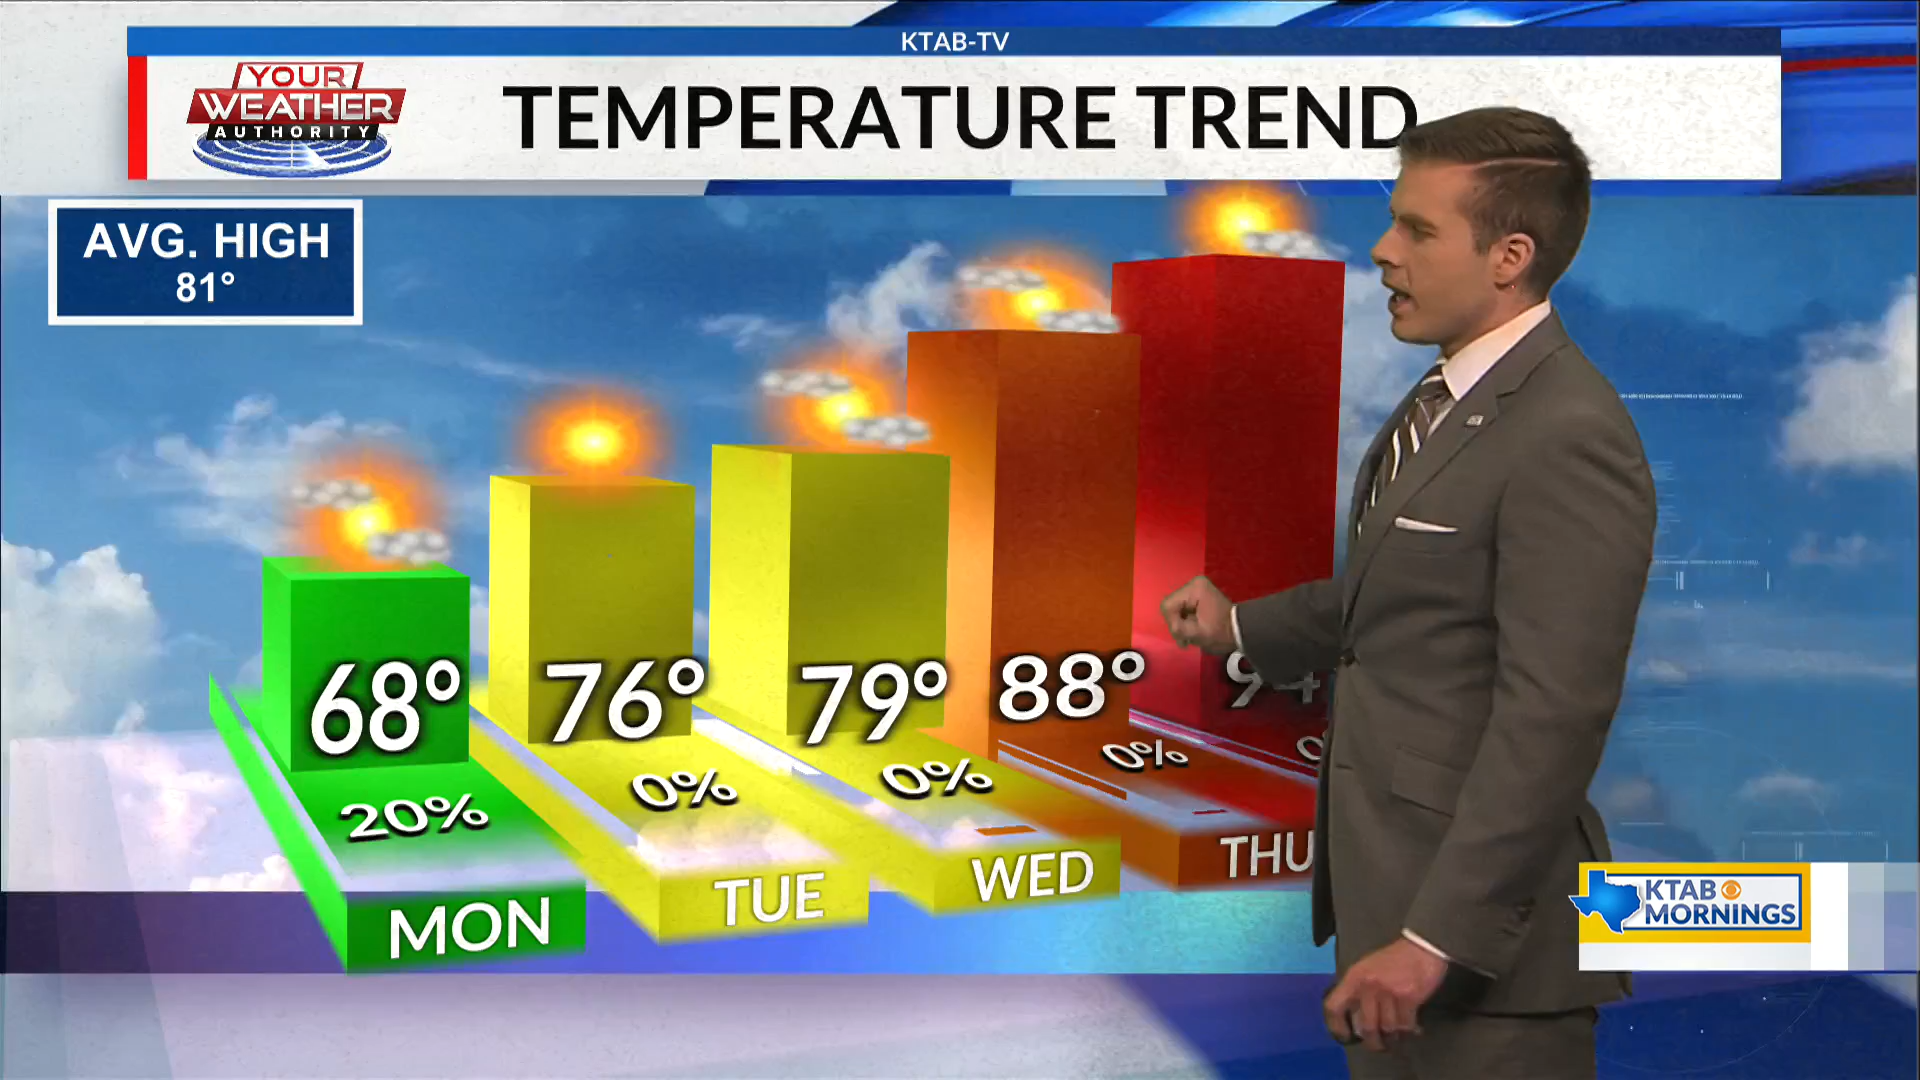 KTAB-TV
YOUR
WEATHER
AUTHORITY
TEMPERATURE TREND
AVG. HIGH
81°
68° 76° 79° 88°
20% 0% 0% 0%
MON TUE WED THU
KTAB
MORNINGS